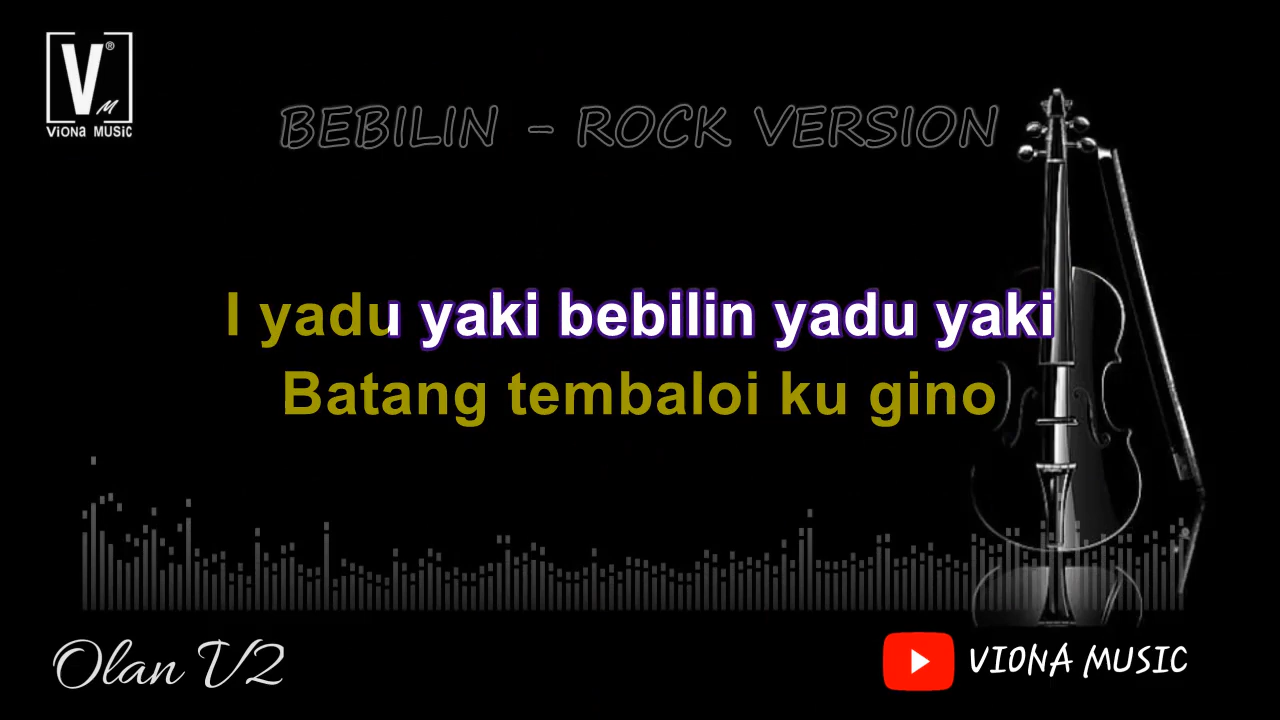 V® M
ViONa MUSiC
BEBILIN - ROCK VERSION
I yadu yaki bebilin yadu yaki
Batang tembaloi ku gino
Olan V2
VIONA MUSIC